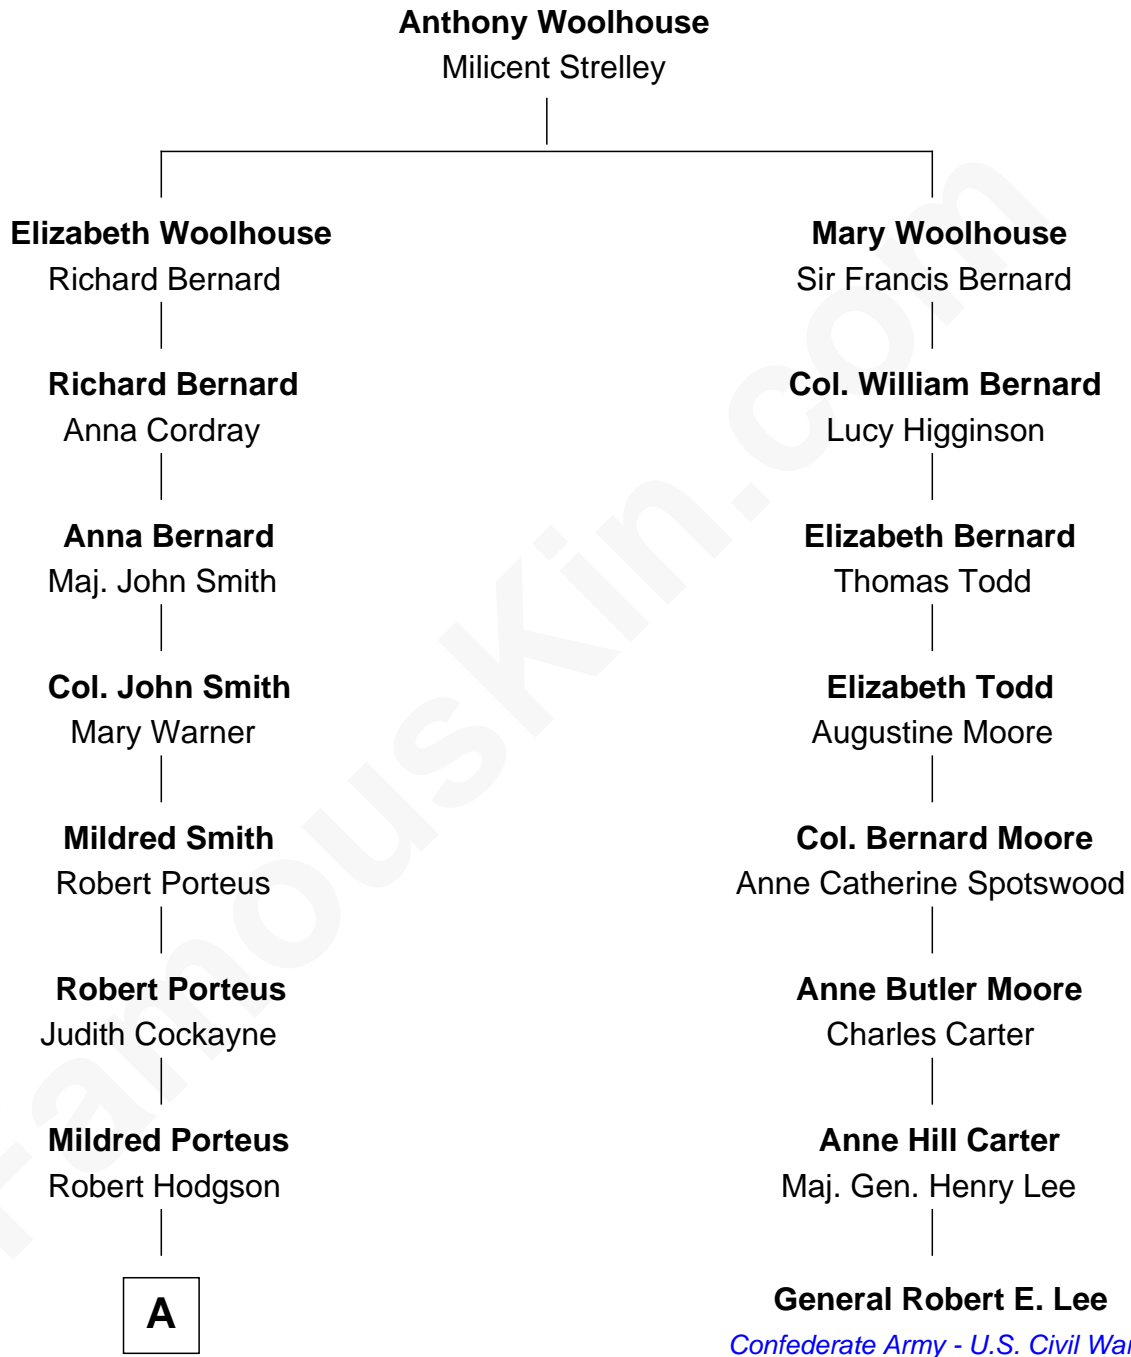 Anthony Woolhouse
Milicent Strelley
Elizabeth Woolhouse
Richard Bernard
Richard Bernard
Anna Cordray
Anna Bernard
Maj. John Smith
Col. John Smith
Mary Warner
Mildred Smith
Robert Porteus
Robert Porteus
Judith Cockayne
Mildred Porteus
Robert Hodgson
A
Mary Woolhouse
Sir Francis Bernard
Col. William Bernard
Lucy Higginson
Elizabeth Bernard
Thomas Todd
Elizabeth Todd
Augustine Moore
Col. Bernard Moore
Anne Catherine Spotswood
Anne Butler Moore
Charles Carter
Anne Hill Carter
Maj. Gen. Henry Lee
General Robert E. Lee
Confederate Army - U.S. Civil War
FamousKin.com